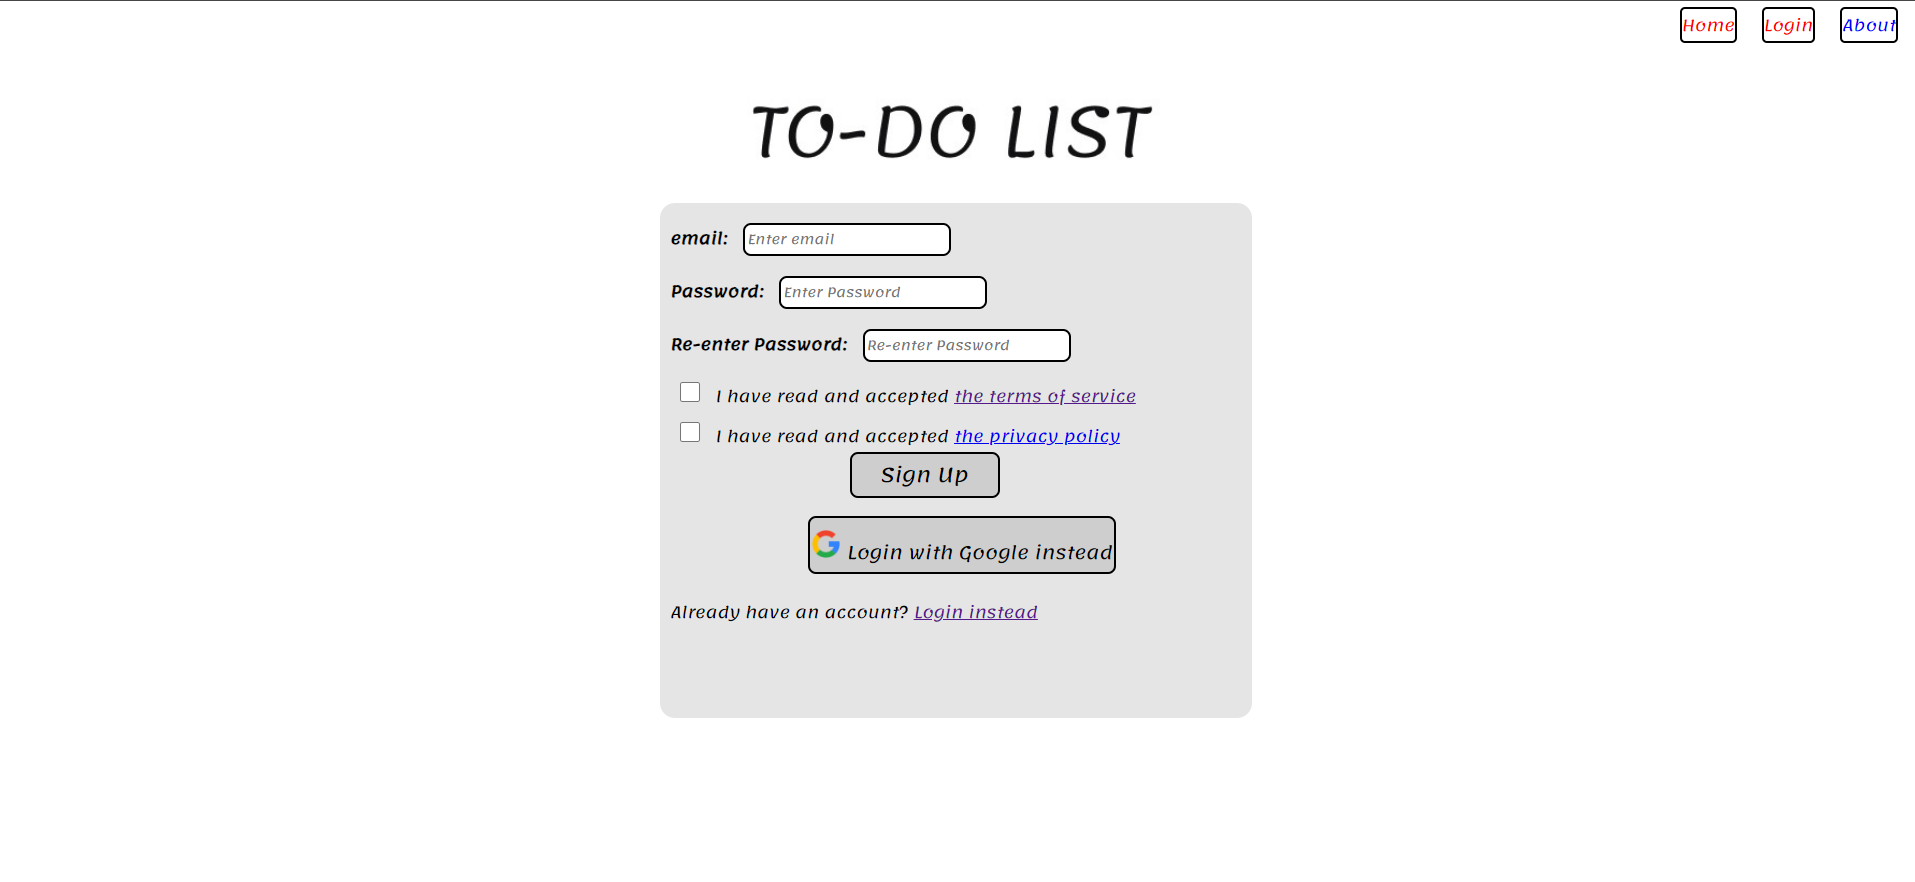 Home Login About
TO-DO LIST
email: Enter email
Password: Enter Password
Re-enter Password: Re-enter Password
I have read and accepted the terms of service
I have read and accepted the privacy policy
Sign Up
Login with Google instead
Already have an account? Login instead